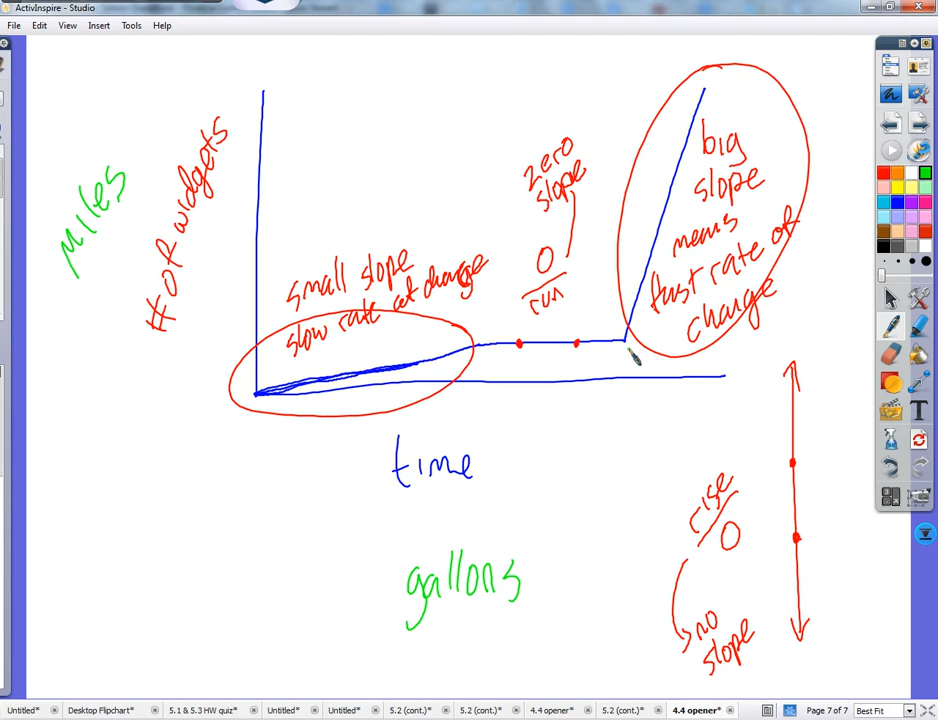 ActivInspire - Studio
File Edit View Insert Tools Help
Miles
# of widgets
small slope
slow rate of change
zero
slope
0
run
big
slope
means
fast rate of
change
time
gallons
rise
0
no
slope
Untitled* Desktop Flipchart* 5.1 & 5.3 HW quiz* Untitled* Untitled* 5.2 (cont.)* 5.2 (cont.)* 4.4 opener* 5.2 (cont.)* 4.4 opener* Page 7 of 7 Best Fit